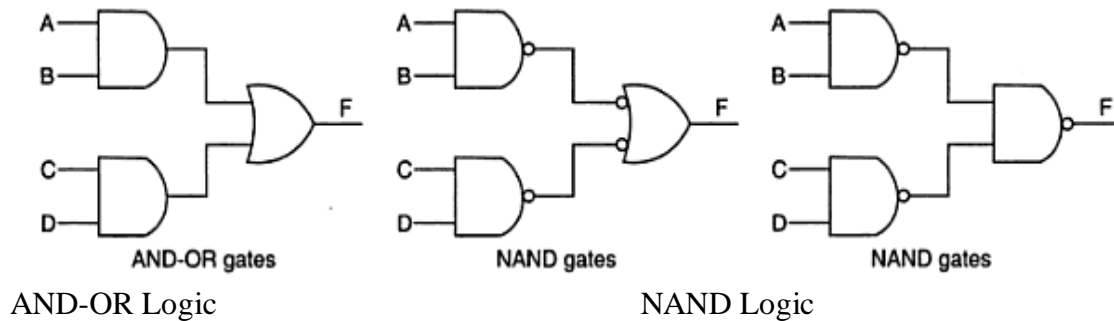 A
B
F
C
D
AND-OR gates
A
B
F
C
D
NAND gates
A
B
F
C
D
NAND gates
AND-OR Logic
NAND Logic